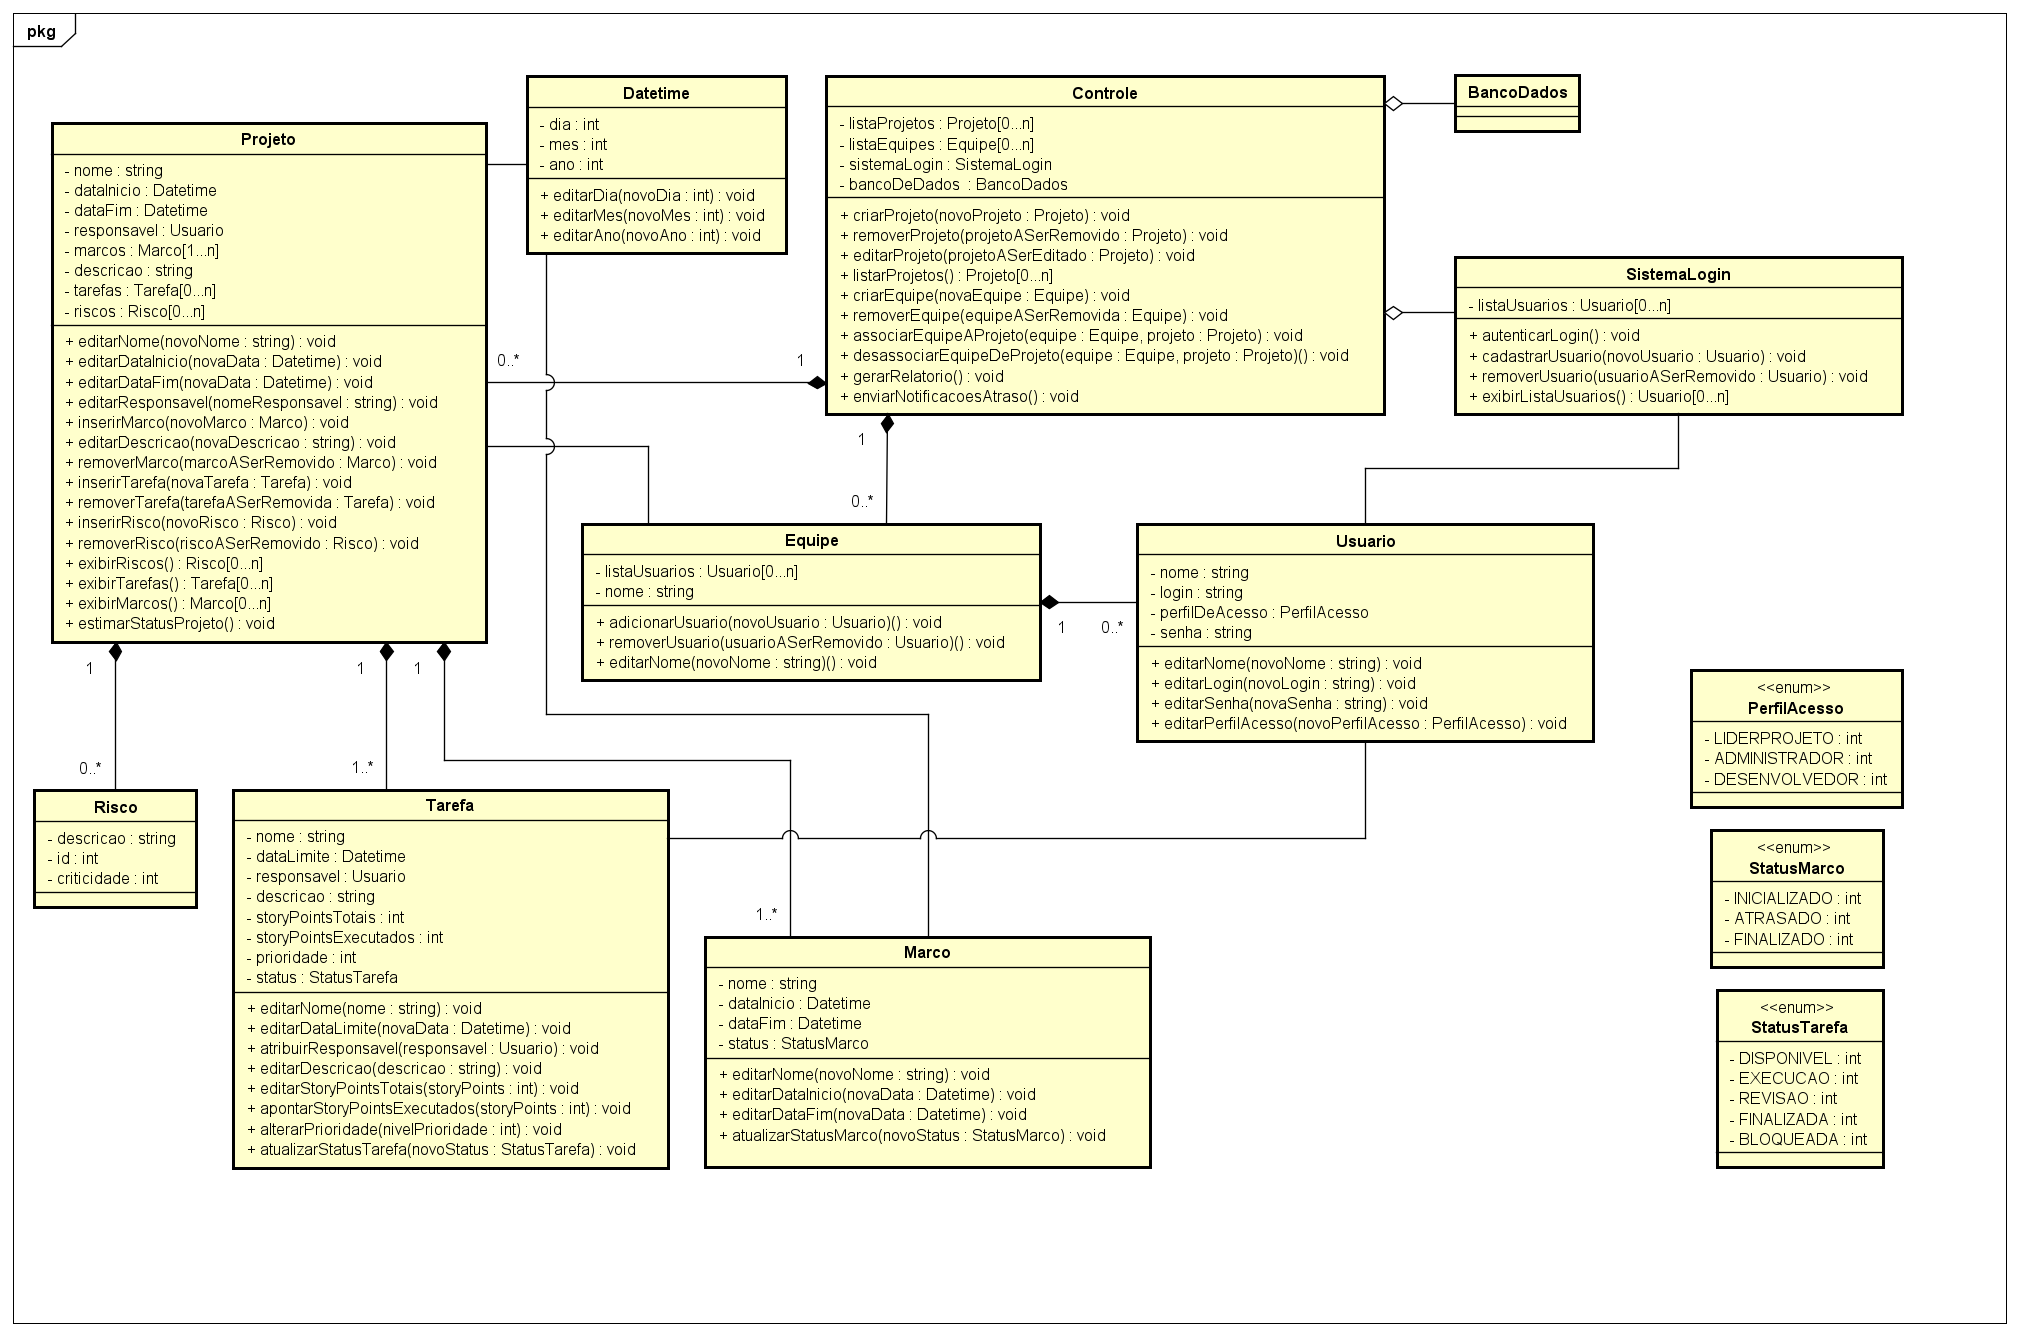 pkg
Projeto
- nome : string
- dataInicio : Datetime
- dataFim : Datetime
- responsavel : Usuario
- marcos : Marco[1...n]
- descricao : string
- tarefas : Tarefa[0...n]
- riscos : Risco[0...n]
+ editarNome(novoNome : string) : void
+ editarDataInicio(novaData : Datetime) : void
+ editarDataFim(novaData : Datetime) : void
+ editarResponsavel(nomeResponsavel : string) : void
+ inserirMarco(novoMarco : Marco) : void
+ editarDescricao(novaDescricao : string) : void
+ removerMarco(marcoASerRemovido : Marco) : void
+ inserirTarefa(novaTarefa : Tarefa) : void
+ removerTarefa(tarefaASerRemovida : Tarefa) : void
+ inserirRisco(novoRisco : Risco) : void
+ removerRisco(riscoASerRemovido : Risco) : void
+ exibirRiscos() : Risco[0...n]
+ exibirTarefas() : Tarefa[0...n]
+ exibirMarcos() : Marco[0...n]
+ estimarStatusProjeto() : void
Datetime
- dia : int
- mes : int
- ano : int
+ editarDia(novoDia : int) : void
+ editarMes(novoMes : int) : void
+ editarAno(novoAno : int) : void
Controle
- listaProjetos : Projeto[0...n]
- listaEquipes : Equipe[0...n]
- sistemaLogin : SistemaLogin
- bancoDeDados : BancoDados
+ criarProjeto(novoProjeto : Projeto) : void
+ removerProjeto(projetoASerRemovido : Projeto) : void
+ editarProjeto(projetoASerEditado : Projeto) : void
+ listarProjetos() : Projeto[0...n]
+ criarEquipe(novaEquipe : Equipe) : void
+ removerEquipe(equipeASerRemovida : Equipe) : void
+ associarEquipeAProjeto(equipe : Equipe, projeto : Projeto) : void
+ desassociarEquipeDeProjeto(equipe : Equipe, projeto : Projeto)() : void
+ gerarRelatorio() : void
+ enviarNotificacoesAtraso() : void
BancoDados
SistemaLogin
- listaUsuarios : Usuario[0...n]
+ autenticarLogin() : void
+ cadastrarUsuario(novoUsuario : Usuario) : void
+ removerUsuario(usuarioASerRemovido : Usuario) : void
+ exibirListaUsuarios() : Usuario[0...n]
0..*
1
1
0..*
Equipe
- listaUsuarios : Usuario[0...n]
- nome : string
+ adicionarUsuario(novoUsuario : Usuario)() : void
+ removerUsuario(usuarioASerRemovido : Usuario)() : void
+ editarNome(novoNome : string)() : void
1
0..*
Usuario
- nome : string
- login : string
- perfilDeAcesso : PerfilAcesso
- senha : string
+ editarNome(novoNome : string) : void
+ editarLogin(novoLogin : string) : void
+ editarSenha(novaSenha : string) : void
+ editarPerfilAcesso(novoPerfilAcesso : PerfilAcesso) : void
1
1
1
0..*
1..*
1..*
Risco
- descricao : string
- id : int
- criticidade : int
Tarefa
- nome : string
- dataLimite : Datetime
- responsavel : Usuario
- descricao : string
- storyPointsTotais : int
- storyPointsExecutados : int
- prioridade : int
- status : StatusTarefa
+ editarNome(nome : string) : void
+ editarDataLimite(novaData : Datetime) : void
+ atribuirResponsavel(responsavel : Usuario) : void
+ editarDescricao(descricao : string) : void
+ editarStoryPointsTotais(storyPoints : int) : void
+ apontarStoryPointsExecutados(storyPoints : int) : void
+ alterarPrioridade(nivelPrioridade : int) : void
+ atualizarStatusTarefa(novoStatus : StatusTarefa) : void
Marco
- nome : string
- dataInicio : Datetime
- dataFim : Datetime
- status : StatusMarco
+ editarNome(novoNome : string) : void
+ editarDataInicio(novaData : Datetime) : void
+ editarDataFim(novaData : Datetime) : void
+ atualizarStatusMarco(novoStatus : StatusMarco) : void
<<enum>>
PerfilAcesso
- LIDERPROJETO : int
- ADMINISTRADOR : int
- DESENVOLVEDOR : int
<<enum>>
StatusMarco
- INICIALIZADO : int
- ATRASADO : int
- FINALIZADO : int
<<enum>>
StatusTarefa
- DISPONIVEL : int
- EXECUCAO : int
- REVISAO : int
- FINALIZADA : int
- BLOQUEADA : int